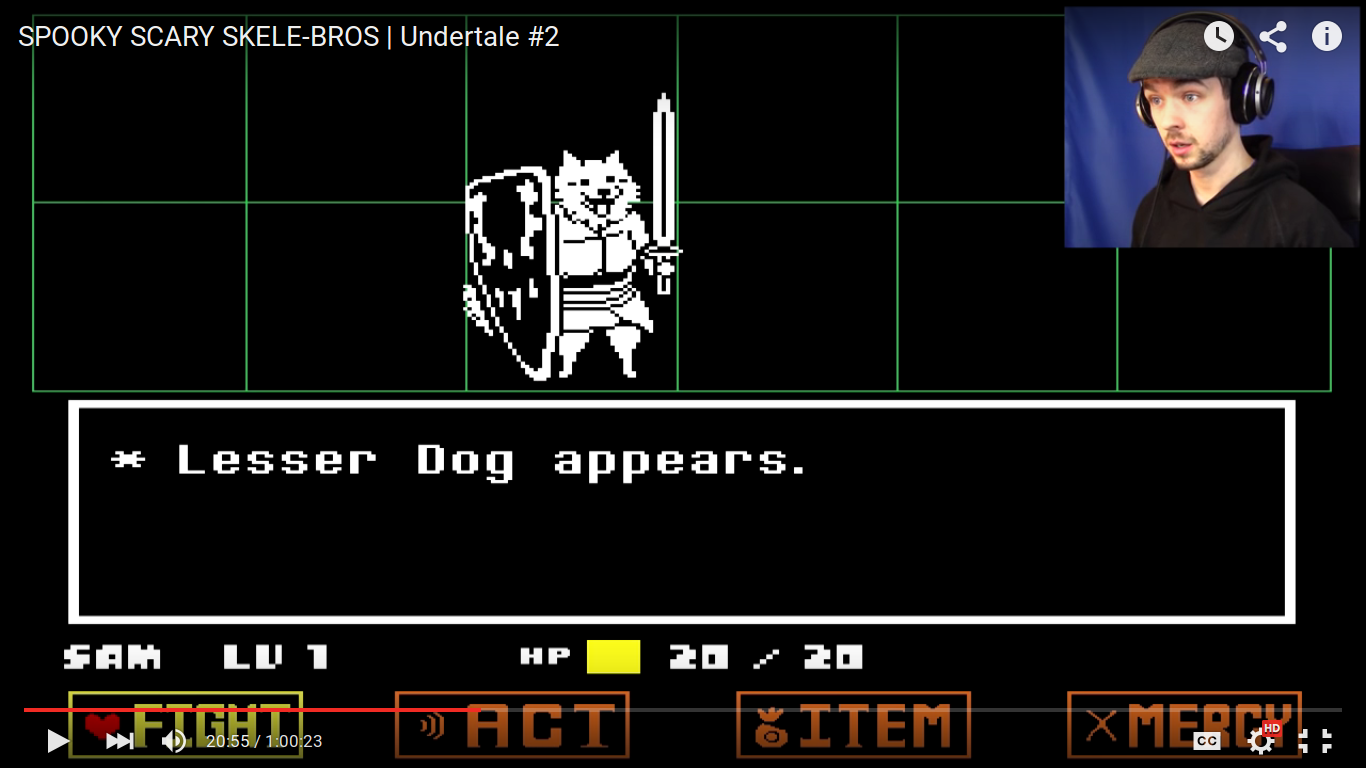 SPOOKY SCARY SKELE-BROS | Undertale #2
* Lesser Dog appears.
SAM LV 1 HP 20 / 20
FIGHT ACT ITEM MERCY
20:55 / 1:00:23 CC HD